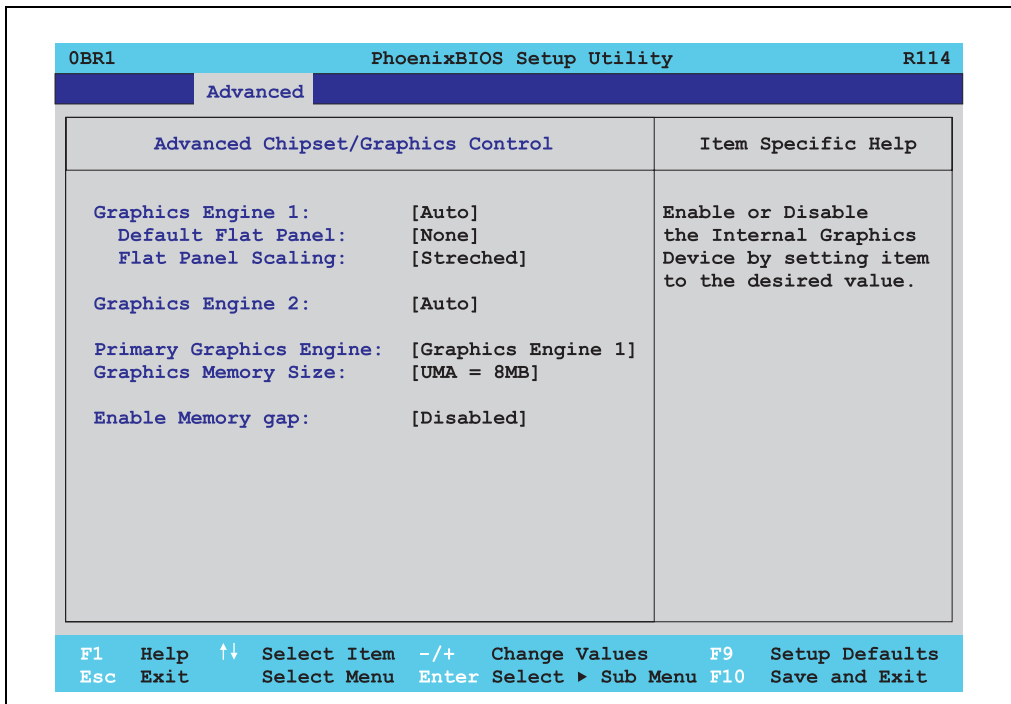 0BR1 PhoenixBIOS Setup Utility R114
Advanced
Advanced Chipset/Graphics Control
Item Specific Help
Graphics Engine 1: [Auto]
Default Flat Panel: [None]
Flat Panel Scaling: [Streched]
Graphics Engine 2: [Auto]
Primary Graphics Engine: [Graphics Engine 1]
Graphics Memory Size: [UMA = 8MB]
Enable Memory gap: [Disabled]
Enable or Disable
the Internal Graphics
Device by setting item
to the desired value.
F1 Help ↑↓ Select Item -/+ Change Values F9 Setup Defaults
Esc Exit Select Menu Enter Select ▶ Sub Menu F10 Save and Exit